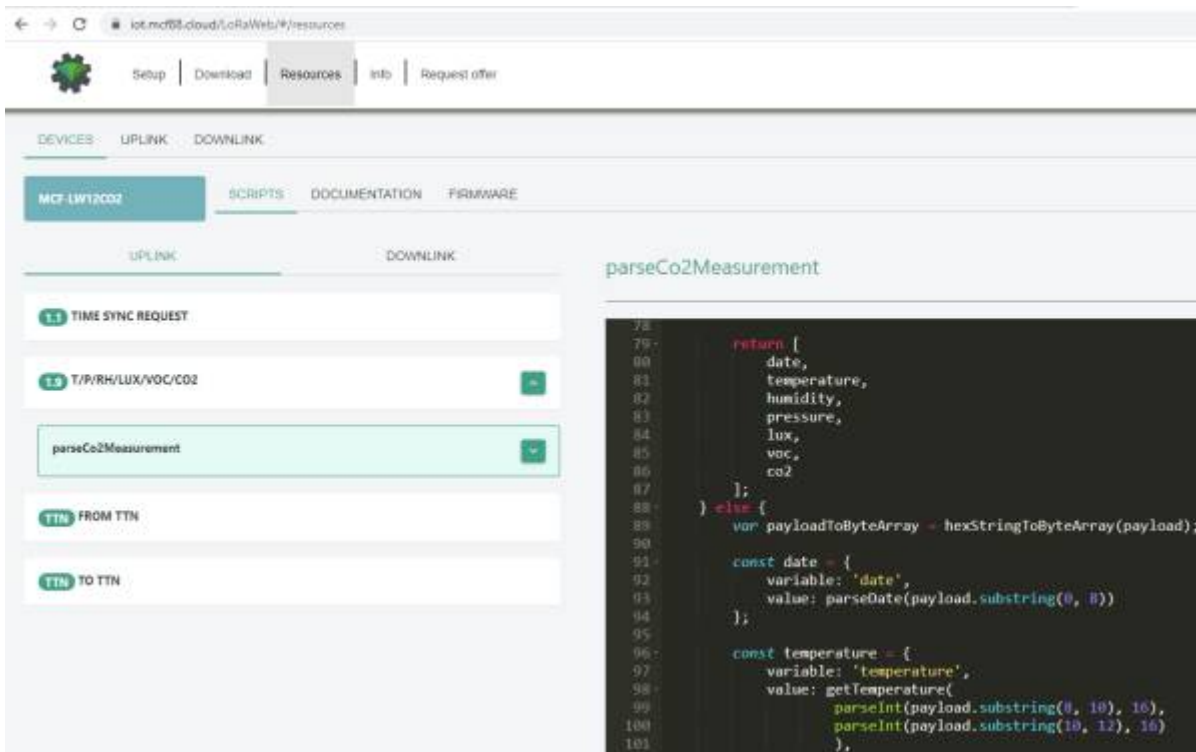 iot.mcf88.cloud/LoRaWeb/#/resources
Setup Download Resources Info Request offer
DEVICES UPLINK DOWNLINK
MCF-LW12CO2 SCRIPTS DOCUMENTATION FIRMWARE
UPLINK DOWNLINK
1.1 TIME SYNC REQUEST
1.9 T/P/RH/LUX/VOC/CO2
parseCo2Measurement
TTN FROM TTN
TTN TO TTN
parseCo2Measurement
78
79 return [
80 date,
81 temperature,
82 humidity,
83 pressure,
84 lux,
85 voc,
86 co2
87 ];
88 } else {
89 var payloadToByteArray = hexStringToByteArray(payload);
90
91 const date = {
92 variable: 'date',
93 value: parseDate(payload.substring(0, 8))
94 };
95
96 const temperature = {
97 variable: 'temperature',
98 value: getTemperature(
99 parseInt(payload.substring(8, 10), 16),
100 parseInt(payload.substring(10, 12), 16)
101 ),